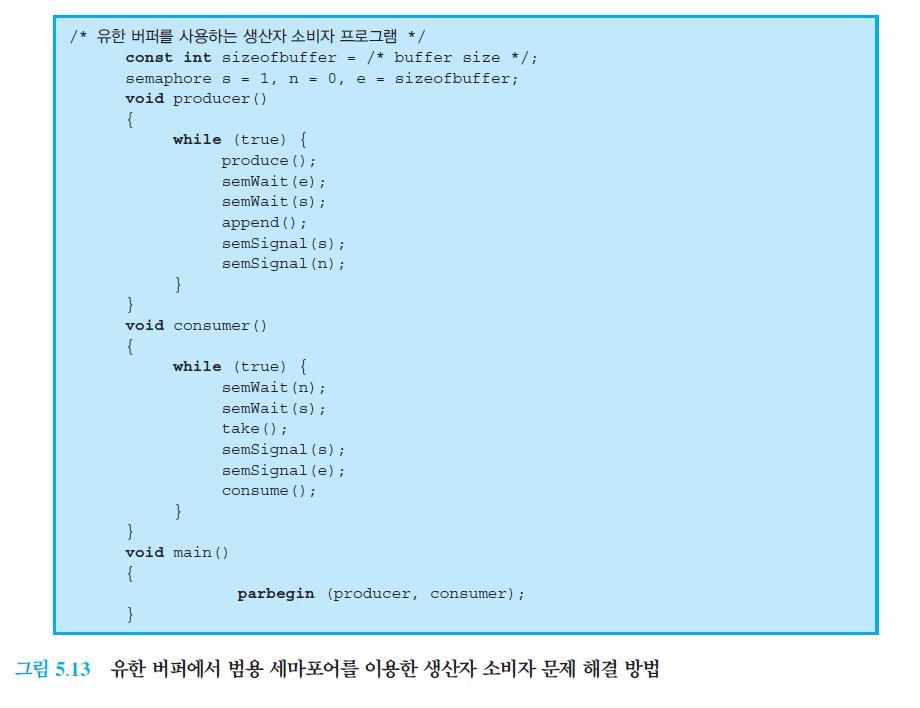 /* 유한 버퍼를 사용하는 생산자 소비자 프로그램 */
const int sizeofbuffer = /* buffer size */;
semaphore s = 1, n = 0, e = sizeofbuffer;
void producer()
{
while (true) {
produce();
semWait(e);
semWait(s);
append();
semSignal(s);
semSignal(n);
}
}
void consumer()
{
while (true) {
semWait(n);
semWait(s);
take();
semSignal(s);
semSignal(e);
consume();
}
}
void main()
{
parbegin (producer, consumer);
}
그림 5.13 유한 버퍼에서 범용 세마포어를 이용한 생산자 소비자 문제 해결 방법